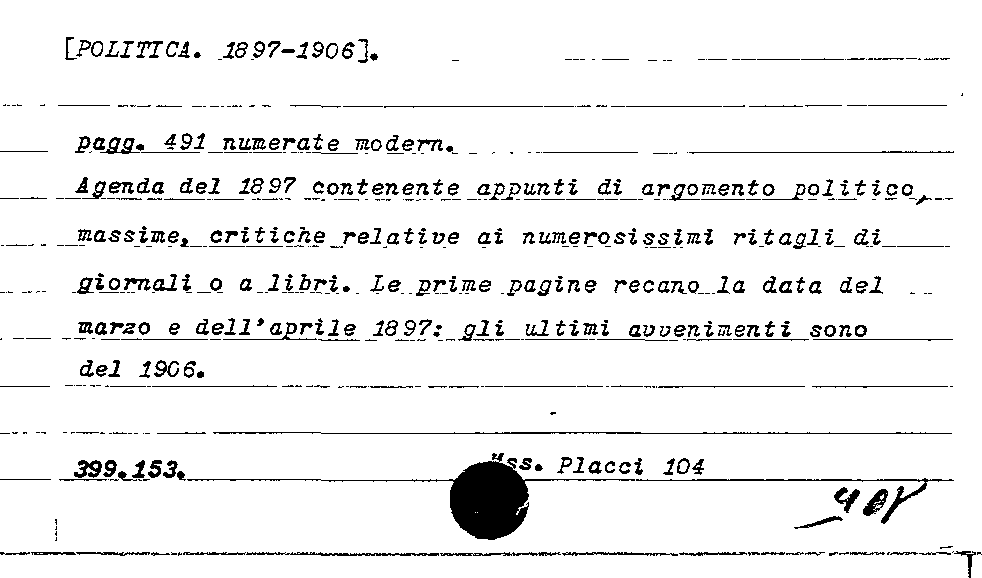 [POLITICA. 1897-1906].
pagg. 491 numerate modern.
Agenda del 1897 contenente appunti di argomento politico,
massime, critiche relative ai numerosissimi ritagli di
giornali o a libri. Le prime pagine recano la data del
marzo e dell'aprile 1897: gli ultimi avvenimenti sono
del 1906.
399.153. Mss. Placci 104